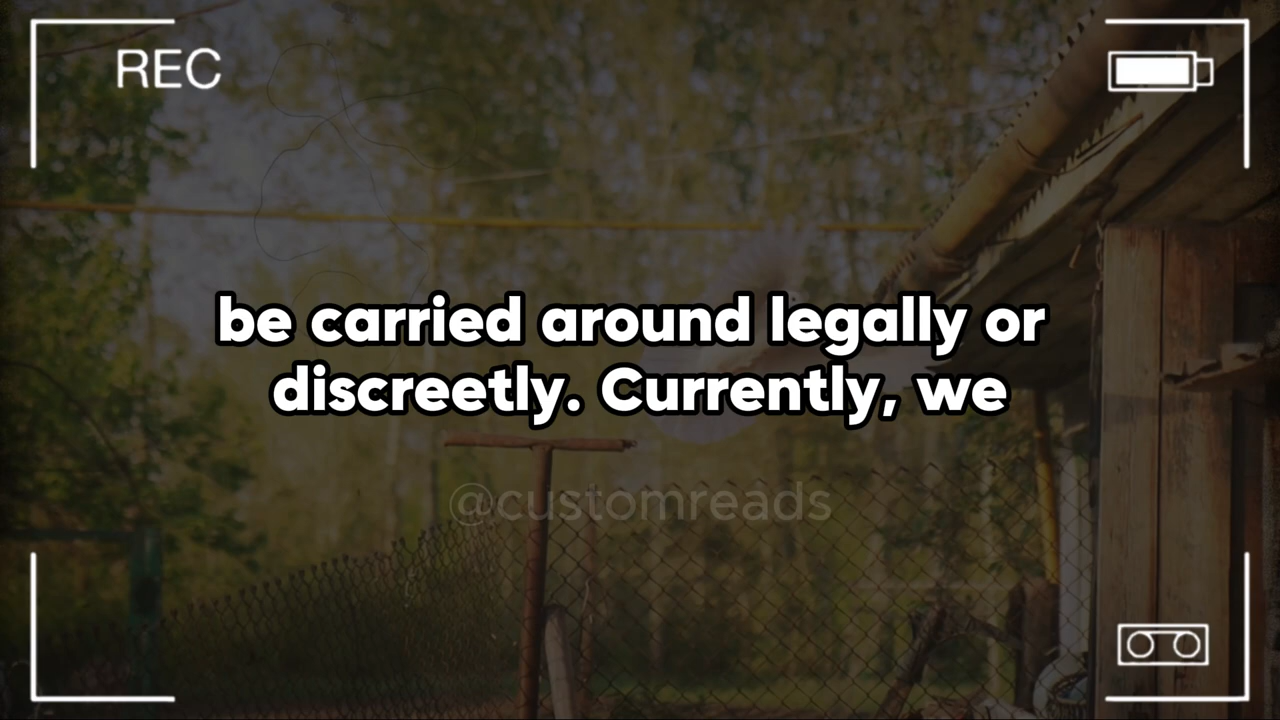 REC
be carried around legally or
discreetly. Currently, we
@customreads